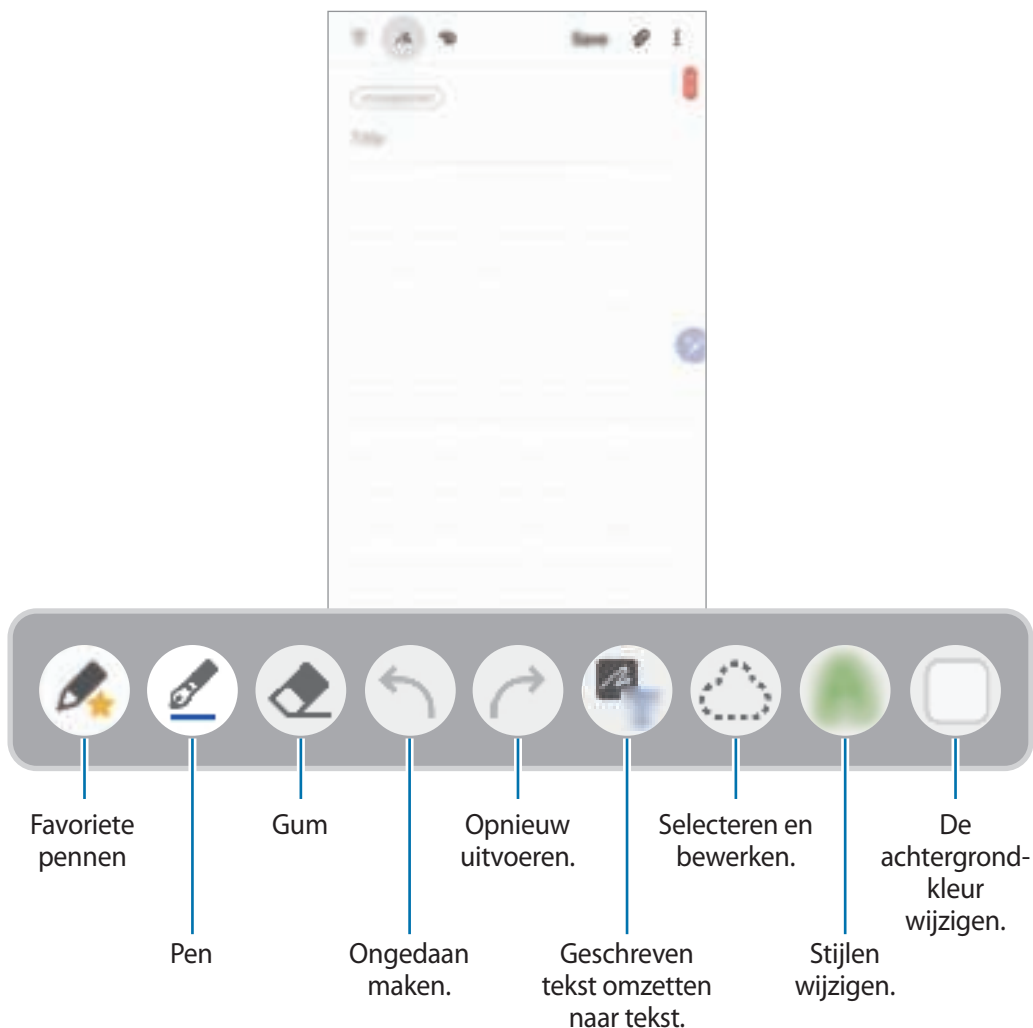 Save
Title
Favoriete
pennen
Gum
Opnieuw
uitvoeren.
Selecteren en
bewerken.
De
achtergrond-
kleur
wijzigen.
Pen
Ongedaan
maken.
Geschreven
tekst omzetten
naar tekst.
Stijlen
wijzigen.